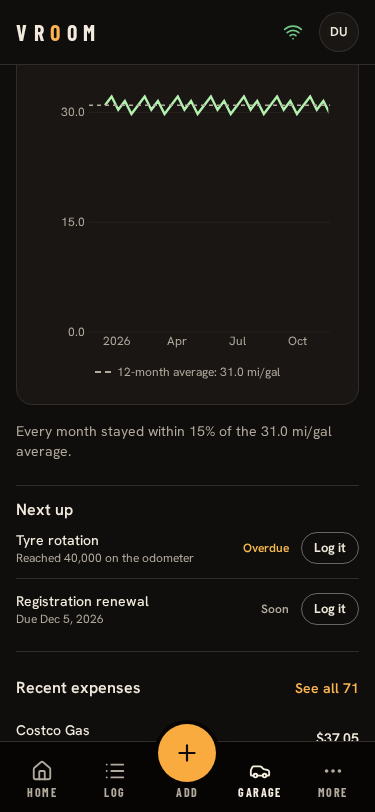 VROOM
DU
30.0
15.0
0.0
2026 Apr Jul Oct
12-month average: 31.0 mi/gal
Every month stayed within 15% of the 31.0 mi/gal
average.
Next up
Tyre rotation
Reached 40,000 on the odometer
Overdue
Log it
Registration renewal
Due Dec 5, 2026
Soon
Log it
Recent expenses
See all 71
Costco Gas
$37.05
HOME
LOG
ADD
GARAGE
MORE